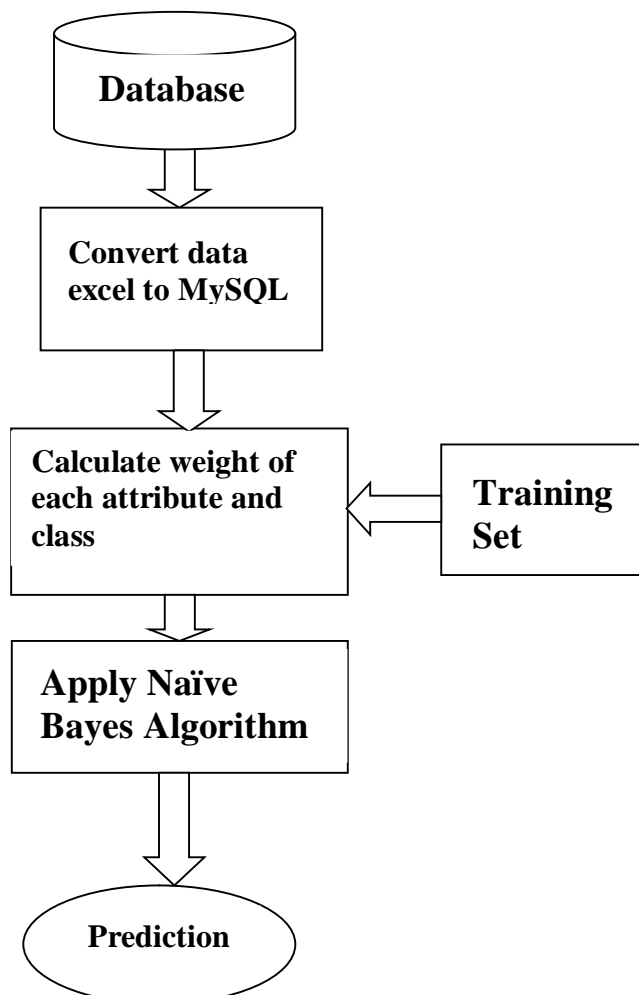 Database
Convert data
excel to MySQL
Calculate weight of
each attribute and
class
Training
Set
Apply Naïve
Bayes Algorithm
Prediction